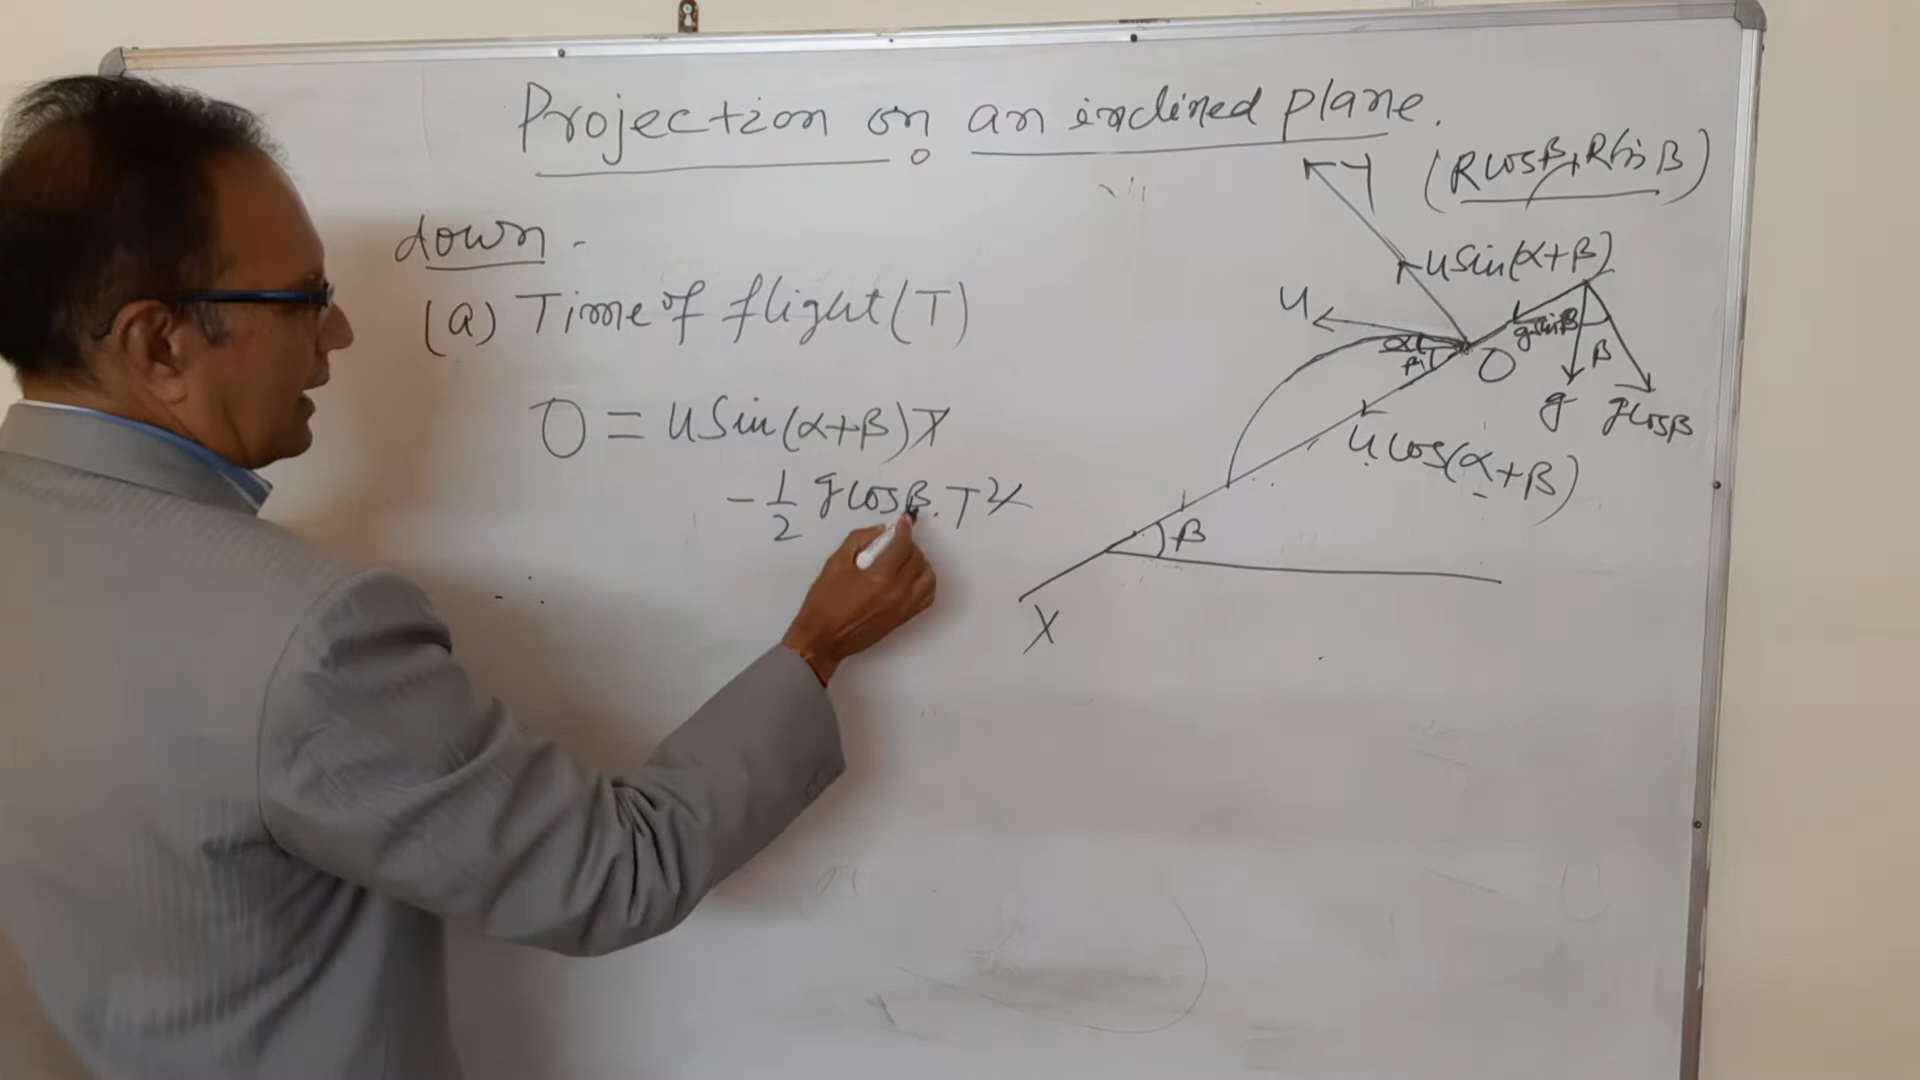 Projection on an inclined plane.
down -
(a) Time of flight (T)
0 = u Sin(α+β)T
- 1/2 g cosβ. T²
Y
(R cosβ, R sin β)
u sin(α+β)
u
α
β
O
g sinβ
β
g
g cosβ
u cos(α+β)
β
X